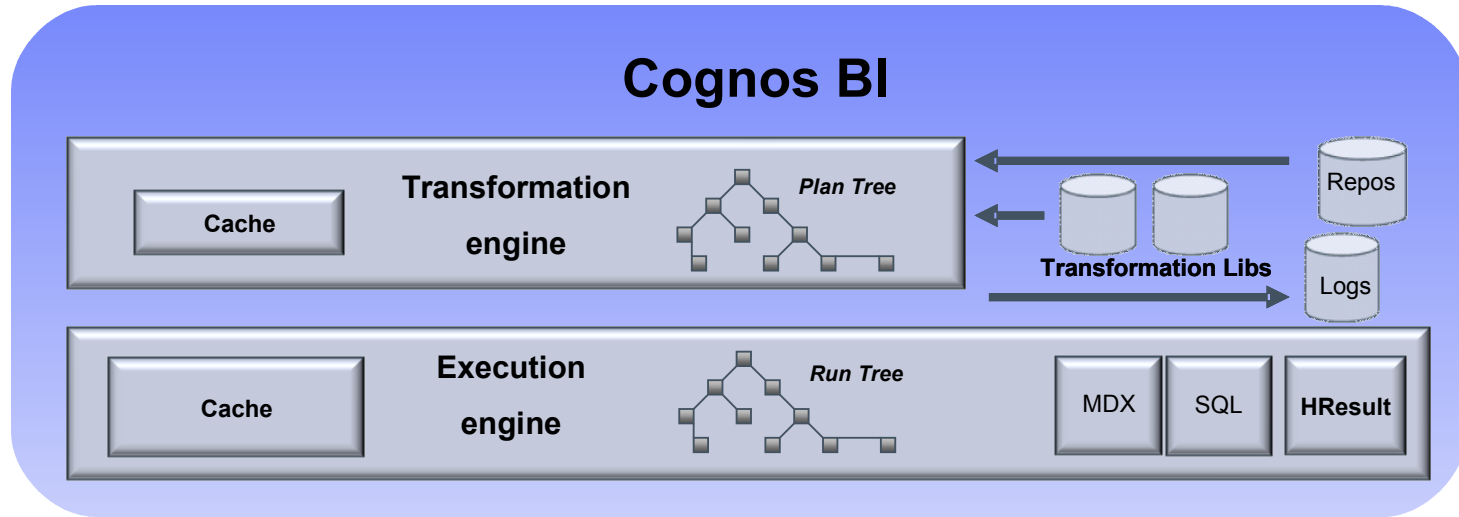 Cognos BI
Transformation
engine
Cache
Plan Tree
Repos
Transformation Libs
Logs
Execution
engine
Cache
Run Tree
MDX
SQL
HResult